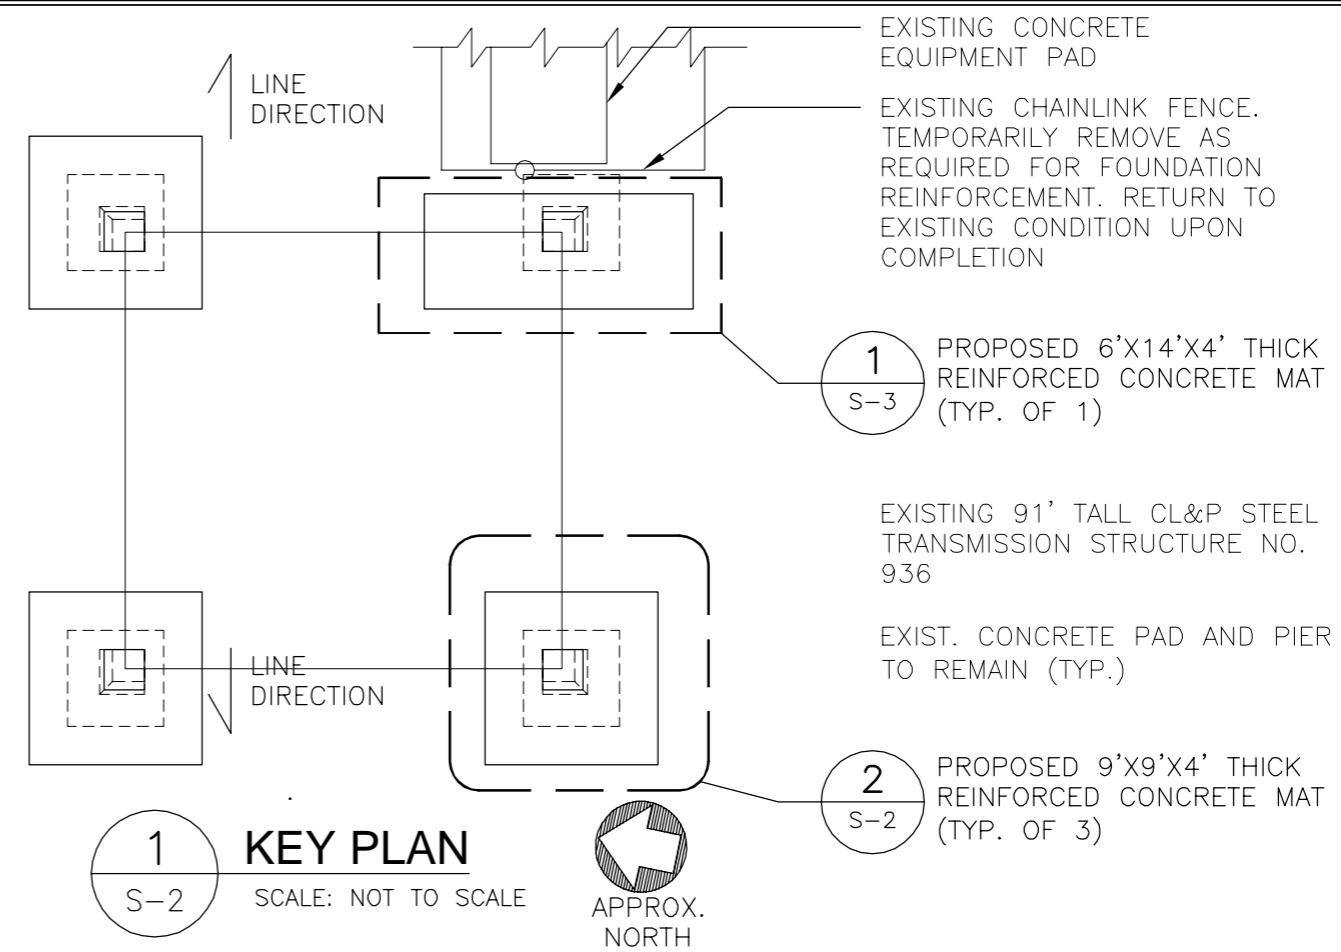 EXISTING CONCRETE
EQUIPMENT PAD
LINE
DIRECTION
EXISTING CHAINLINK FENCE.
TEMPORARILY REMOVE AS
REQUIRED FOR FOUNDATION
REINFORCEMENT. RETURN TO
EXISTING CONDITION UPON
COMPLETION
1
S-3
PROPOSED 6'X14'X4' THICK
REINFORCED CONCRETE MAT
(TYP. OF 1)
EXISTING 91' TALL CL&P STEEL
TRANSMISSION STRUCTURE NO.
936
EXIST. CONCRETE PAD AND PIER
TO REMAIN (TYP.)
LINE
DIRECTION
2
S-2
PROPOSED 9'X9'X4' THICK
REINFORCED CONCRETE MAT
(TYP. OF 3)
1
S-2
KEY PLAN
SCALE: NOT TO SCALE
APPROX.
NORTH